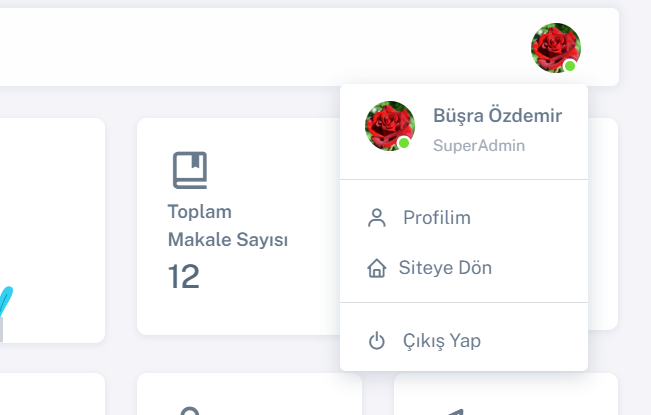 Büşra Özdemir
SuperAdmin
Toplam
Makale Sayısı
12
Profilim
Siteye Dön
Çıkış Yap